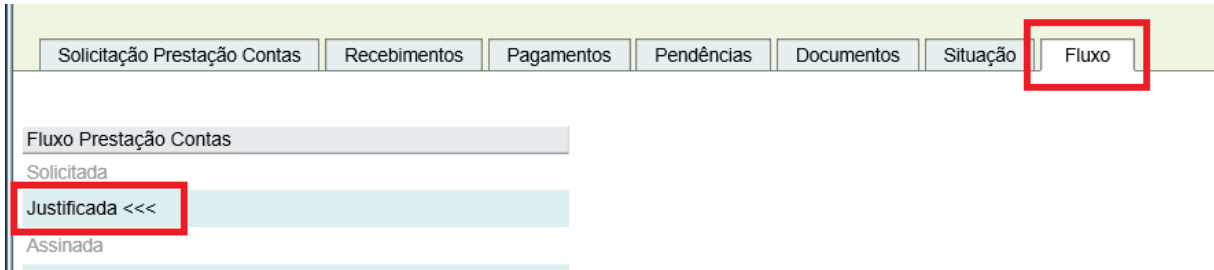 Solicitação Prestação Contas Recebimentos Pagamentos Pendências Documentos Situação Fluxo
Fluxo Prestação Contas
Solicitada
Justificada <<<
Assinada